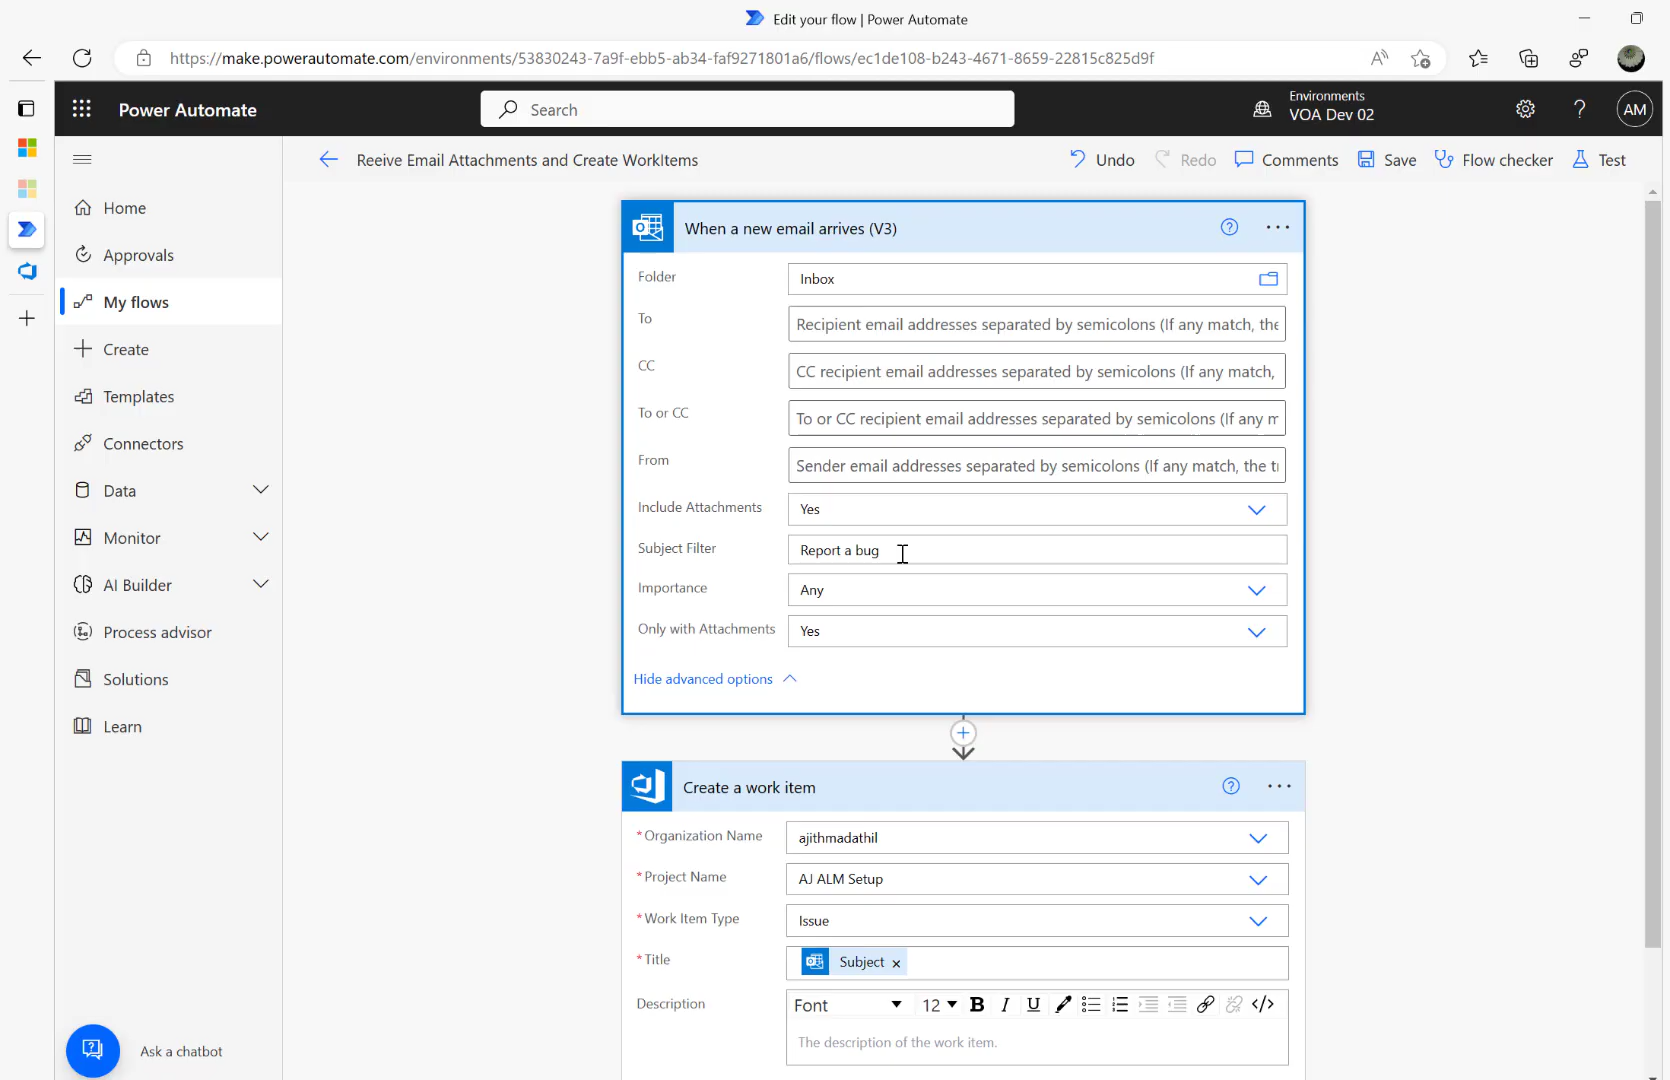 Edit your flow | Power Automate
https://make.powerautomate.com/environments/53830243-7a9f-ebb5-ab34-faf9271801a6/flows/ec1de108-b243-4671-8659-22815c825d9f
Power Automate
Search
Environments
VOA Dev 02
AM
Reeive Email Attachments and Create WorkItems
Undo
Redo
Comments
Save
Flow checker
Test
Home
Approvals
My flows
Create
Templates
Connectors
Data
Monitor
AI Builder
Process advisor
Solutions
Learn
Ask a chatbot
When a new email arrives (V3)
Folder
Inbox
To
Recipient email addresses separated by semicolons (If any match, the
CC
CC recipient email addresses separated by semicolons (If any match,
To or CC
To or CC recipient email addresses separated by semicolons (If any m
From
Sender email addresses separated by semicolons (If any match, the t
Include Attachments
Yes
Subject Filter
Report a bug
Importance
Any
Only with Attachments
Yes
Hide advanced options
Create a work item
* Organization Name
ajithmadathil
* Project Name
AJ ALM Setup
* Work Item Type
Issue
* Title
Subject ×
Description
Font
12
B I U
</>
The description of the work item.